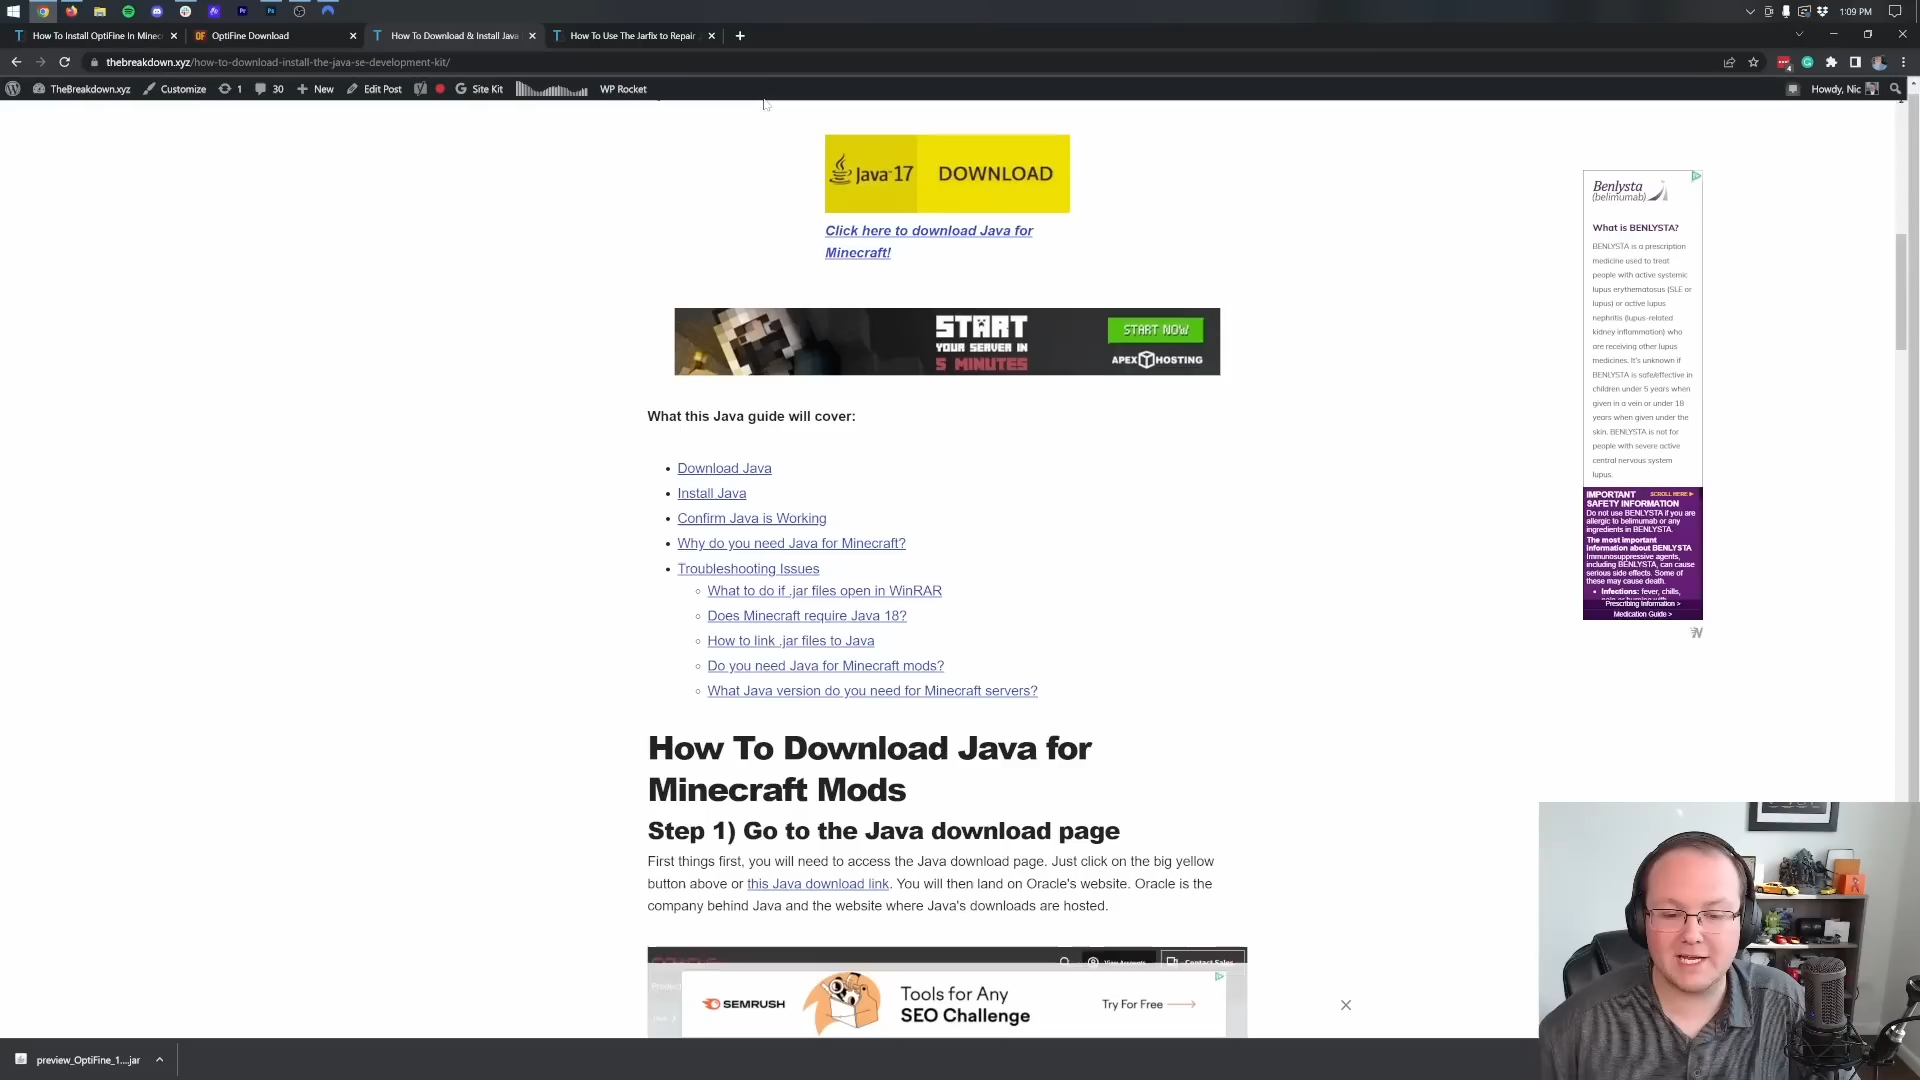 1:09 PM
How To Install OptiFine In Minec
OF OptiFine Download
How To Download & Install Java
How To Use The Jarfix to Repair
thebreakdown.xyz/how-to-download-install-the-java-se-development-kit/
TheBreakdown.xyz Customize 1 30 New Edit Post Site Kit WP Rocket Howdy, Nic
Java 17 DOWNLOAD
Click here to download Java for
Minecraft!
START
YOUR SERVER IN
5 MINUTES
START NOW
APEX HOSTING
What this Java guide will cover:
Download Java
Install Java
Confirm Java is Working
Why do you need Java for Minecraft?
Troubleshooting Issues
What to do if .jar files open in WinRAR
Does Minecraft require Java 18?
How to link .jar files to Java
Do you need Java for Minecraft mods?
What Java version do you need for Minecraft servers?
How To Download Java for
Minecraft Mods
Step 1) Go to the Java download page
First things first, you will need to access the Java download page. Just click on the big yellow
button above or this Java download link. You will then land on Oracle's website. Oracle is the
company behind Java and the website where Java's downloads are hosted.
View Accounts Contact Sales
SEMRUSH
Tools for Any
SEO Challenge
Try For Free
Benlysta
(belimumab)
What is BENLYSTA?
BENLYSTA is a prescription
medicine used to treat
people with active systemic
lupus erythematosus (SLE or
lupus) or active lupus
nephritis (lupus-related
kidney inflammation) who
are receiving other lupus
medicines. It's unknown if
BENLYSTA is safe/effective in
children under 5 years when
given in a vein or under 18
years when given under the
skin. BENLYSTA is not for
people with severe active
central nervous system
lupus.
IMPORTANT SCROLL HERE
SAFETY INFORMATION
Do not use BENLYSTA if you are
allergic to belimumab or any
ingredients in BENLYSTA.
The most important
information about BENLYSTA
Immunosuppressive agents,
including BENLYSTA, can cause
serious side effects. Some of
these may cause death.
• Infections: fever, chills,
Prescribing Information >
Medication Guide >
preview_OptiFine_1....jar